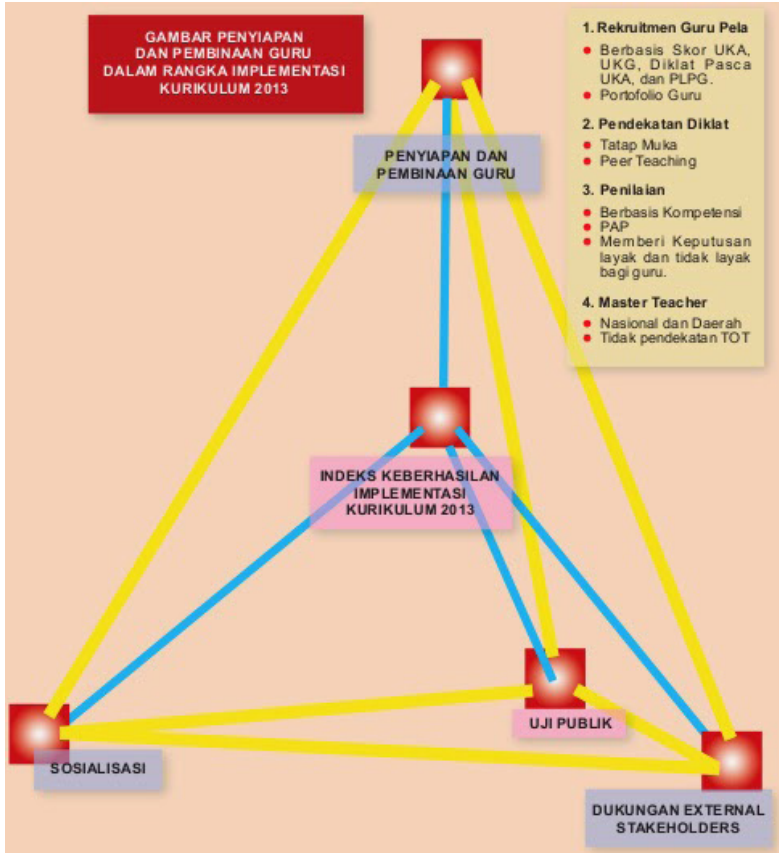 GAMBAR PENYIAPAN
DAN PEMBINAAN GURU
DALAM RANGKA IMPLEMENTASI
KURIKULUM 2013
1. Rekruitmen Guru Pela
• Berbasis Skor UKA,
UKG, Diklat Pasca
UKA, dan PLPG.
• Portofolio Guru
2. Pendekatan Diklat
• Tatap Muka
• Peer Teaching
3. Penilaian
• Berbasis Kompetensi
• PAP
• Memberi Keputusan
layak dan tidak layak
bagi guru.
4. Master Teacher
• Nasional dan Daerah
• Tidak pendekatan TOT
PENYIAPAN DAN
PEMBINAAN GURU
INDEKS KEBERHASILAN
IMPLEMENTASI
KURIKULUM 2013
UJI PUBLIK
SOSIALISASI
DUKUNGAN EXTERNAL
STAKEHOLDERS